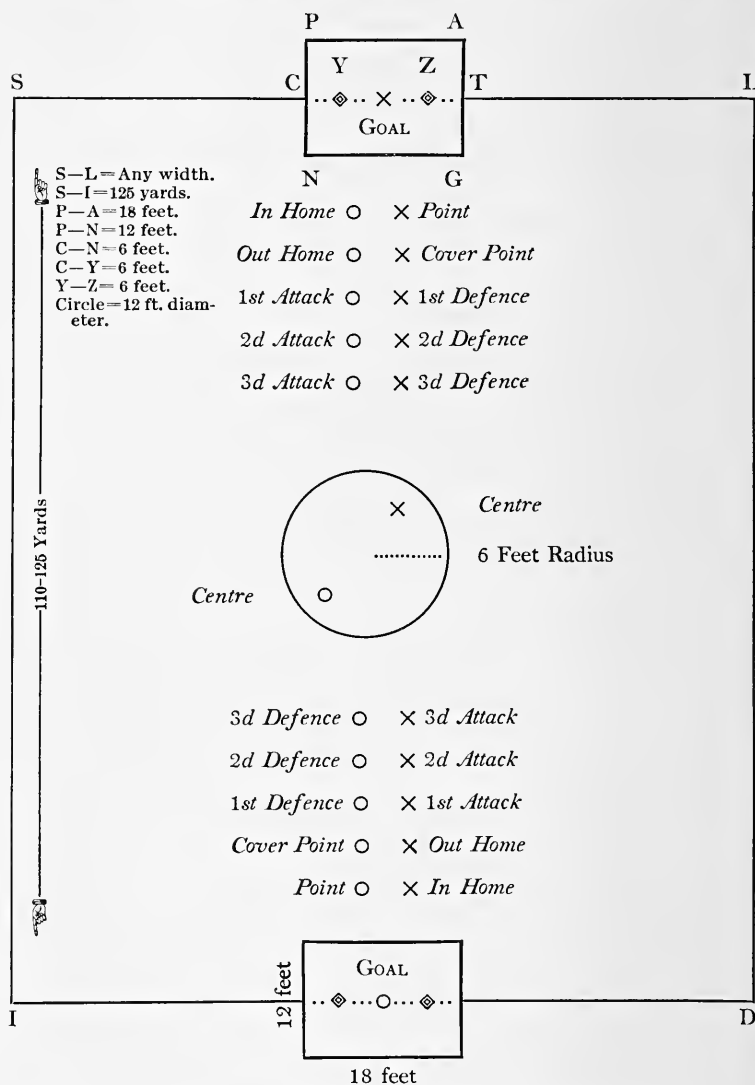 P A
Y Z
S C T L
GOAL
S—L=Any width.
S—I=125 yards.
P—A=18 feet.
P—N=12 feet.
C—N=6 feet.
C—Y=6 feet.
Y—Z=6 feet.
Circle=12 ft. diam-
eter.
N G
In Home Point
Out Home Cover Point
1st Attack 1st Defence
2d Attack 2d Defence
3d Attack 3d Defence
110-125 Yards
Centre
6 Feet Radius
Centre
3d Defence 3d Attack
2d Defence 2d Attack
1st Defence 1st Attack
Cover Point Out Home
Point In Home
12 feet
GOAL
I D
18 feet